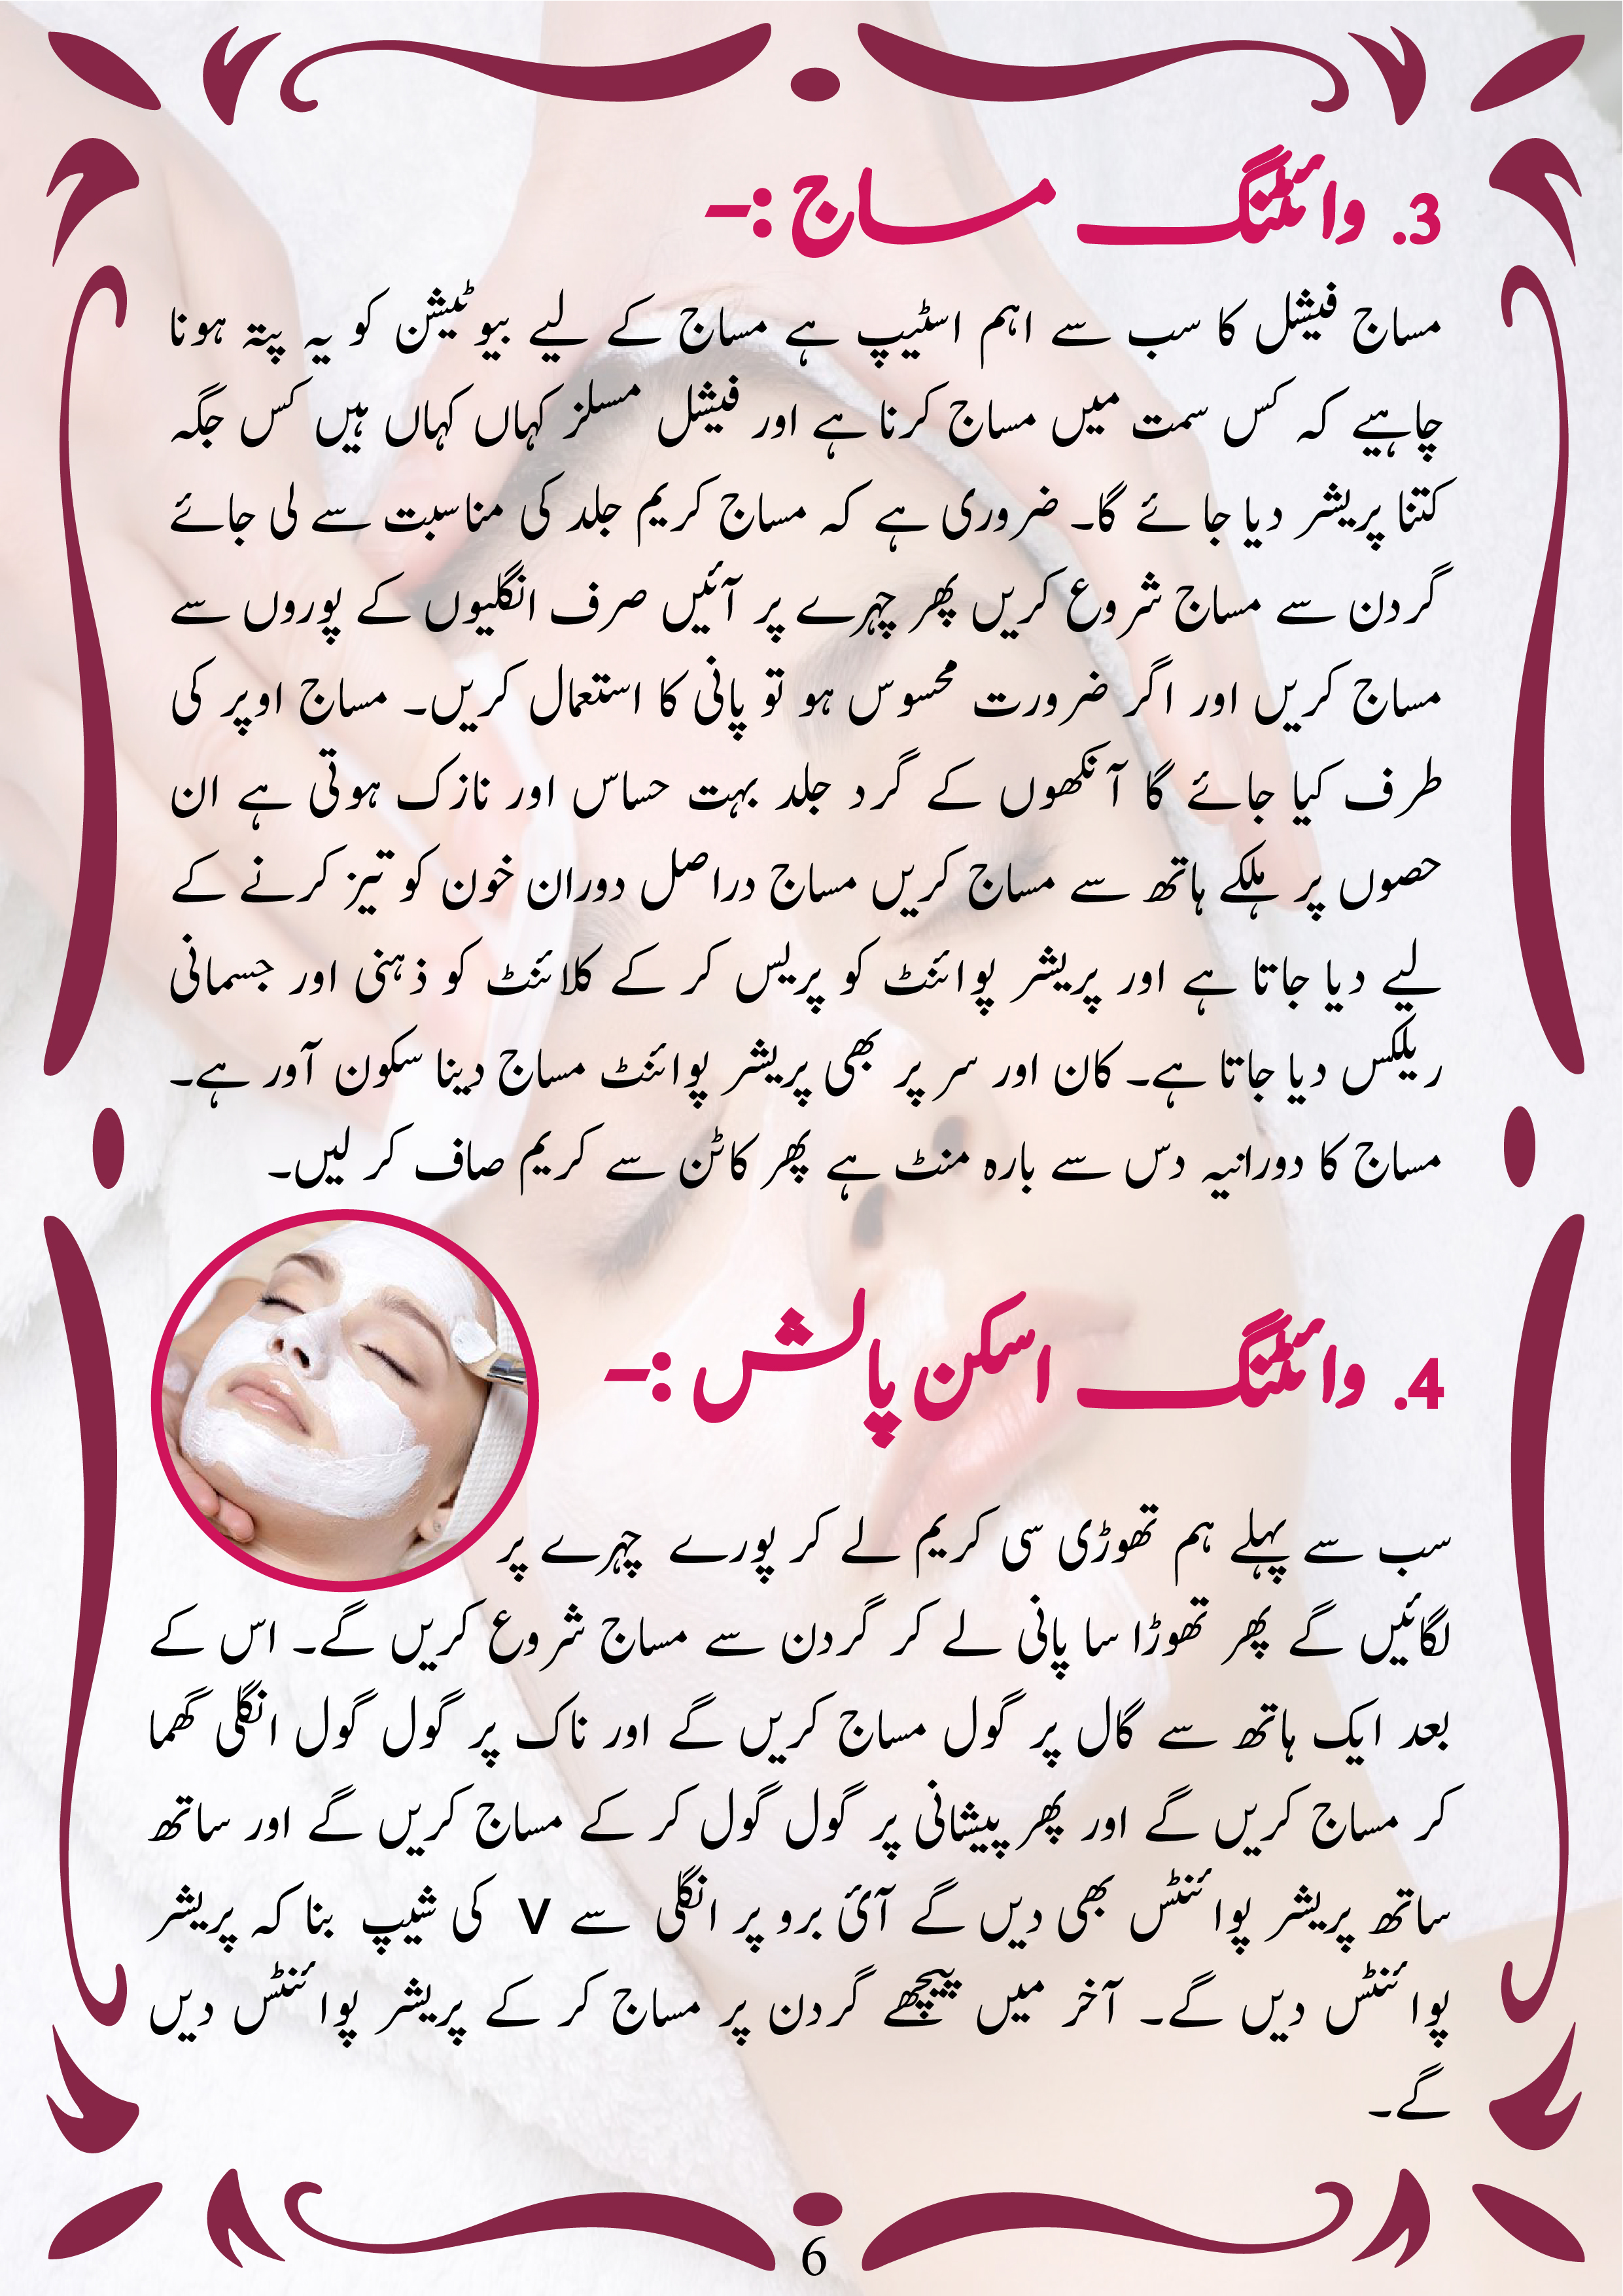 3. وائٹنگ مساج :-
مساج فیشل کا سب سے اہم اسٹیپ ہے مساج کے لیے بیوٹیشن کو یہ پتہ ہونا
چاہیے کہ کس سمت میں مساج کرنا ہے اور فیشل مسلز کہاں کہاں ہیں کس جگہ
کتنا پریشر دیا جائے گا۔ ضروری ہے کہ مساج کریم جلد کی مناسبت سے لی جائے
گردن سے مساج شروع کریں پھر چہرے پر آئیں صرف انگلیوں کے پوروں سے
مساج کریں اور اگر ضرورت محسوس ہو تو پانی کا استعمال کریں۔ مساج اوپر کی
طرف کیا جائے گا آنکھوں کے گرد جلد بہت حساس اور نازک ہوتی ہے ان
حصوں پر ہلکے ہاتھ سے مساج کریں مساج دراصل دوران خون کو تیز کرنے کے
لیے دیا جاتا ہے اور پریشر پوائنٹ کو پریس کر کے کلائنٹ کو ذہنی اور جسمانی
ریلکس دیا جاتا ہے۔ کان اور سر پر بھی پریشر پوائنٹ مساج دینا سکون آور ہے۔
مساج کا دورانیہ دس سے بارہ منٹ ہے پھر کاٹن سے کریم صاف کر لیں۔
4. وائٹنگ اسکن پالش :-
سب سے پہلے ہم تھوڑی سی کریم لے کر پورے چہرے پر
لگائیں گے پھر تھوڑا سا پانی لے کر گردن سے مساج شروع کریں گے۔ اس کے
بعد ایک ہاتھ سے گال پر گول مساج کریں گے اور ناک پر گول گول انگلی گھما
کر مساج کریں گے اور پھر پیشانی پر گول گول کر کے مساج کریں گے اور ساتھ
ساتھ پریشر پوائنٹس بھی دیں گے آئ برو پر انگلی سے V کی شیپ بنا کہ پریشر
پوائنٹس دیں گے۔ آخر میں پیچھے گردن پر مساج کر کے پریشر پوائنٹس دیں
گے۔
6